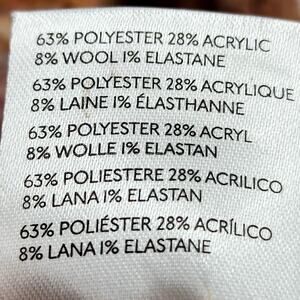 63% POLYESTER 28% ACRYLIC
8% WOOL 1% ELASTANE
63% POLYESTER 28% ACRYLIQUE
8% LAINE 1% ÉLASTHANNE
63% POLYESTER 28% ACRYL
8% WOLLE 1% ELASTAN
63% POLIESTERE 28% ACRILICO
8% LANA 1% ELASTAN
63% POLIÉSTER 28% ACRÍLICO
8% LANA 1% ELASTANE